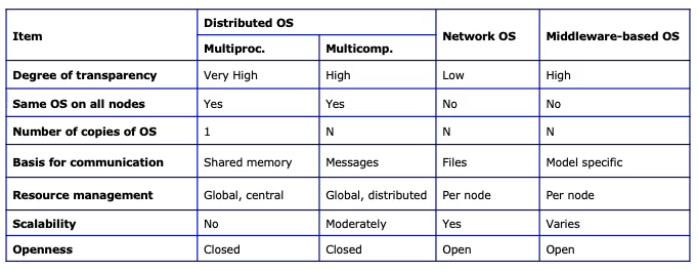 Item Distributed OS Network OS Middleware-based OS
Multiproc. Multicomp.
Degree of transparency Very High High Low High
Same OS on all nodes Yes Yes No No
Number of copies of OS 1 N N N
Basis for communication Shared memory Messages Files Model specific
Resource management Global, central Global, distributed Per node Per node
Scalability No Moderately Yes Varies
Openness Closed Closed Open Open